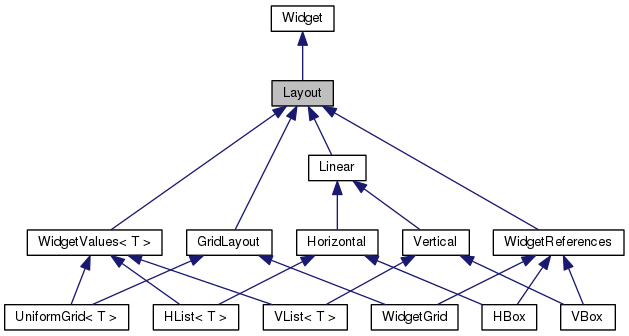 Widget
Layout
Linear
WidgetValues< T >
GridLayout
Horizontal
Vertical
WidgetReferences
UniformGrid< T >
HList< T >
VList< T >
WidgetGrid
HBox
VBox